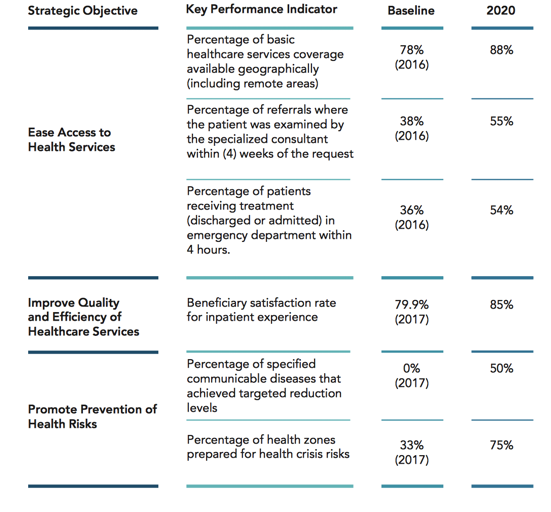 Strategic Objective
Key Performance Indicator
Baseline
2020
Ease Access to
Health Services
Percentage of basic
healthcare services coverage
available geographically
(including remote areas)
78%
(2016)
88%
Percentage of referrals where
the patient was examined by
the specialized consultant
within (4) weeks of the request
38%
(2016)
55%
Percentage of patients
receiving treatment
(discharged or admitted) in
emergency department within
4 hours.
36%
(2016)
54%
Improve Quality
and Efficiency of
Healthcare Services
Beneficiary satisfaction rate
for inpatient experience
79.9%
(2017)
85%
Promote Prevention of
Health Risks
Percentage of specified
communicable diseases that
achieved targeted reduction
levels
0%
(2017)
50%
Percentage of health zones
prepared for health crisis risks
33%
(2017)
75%